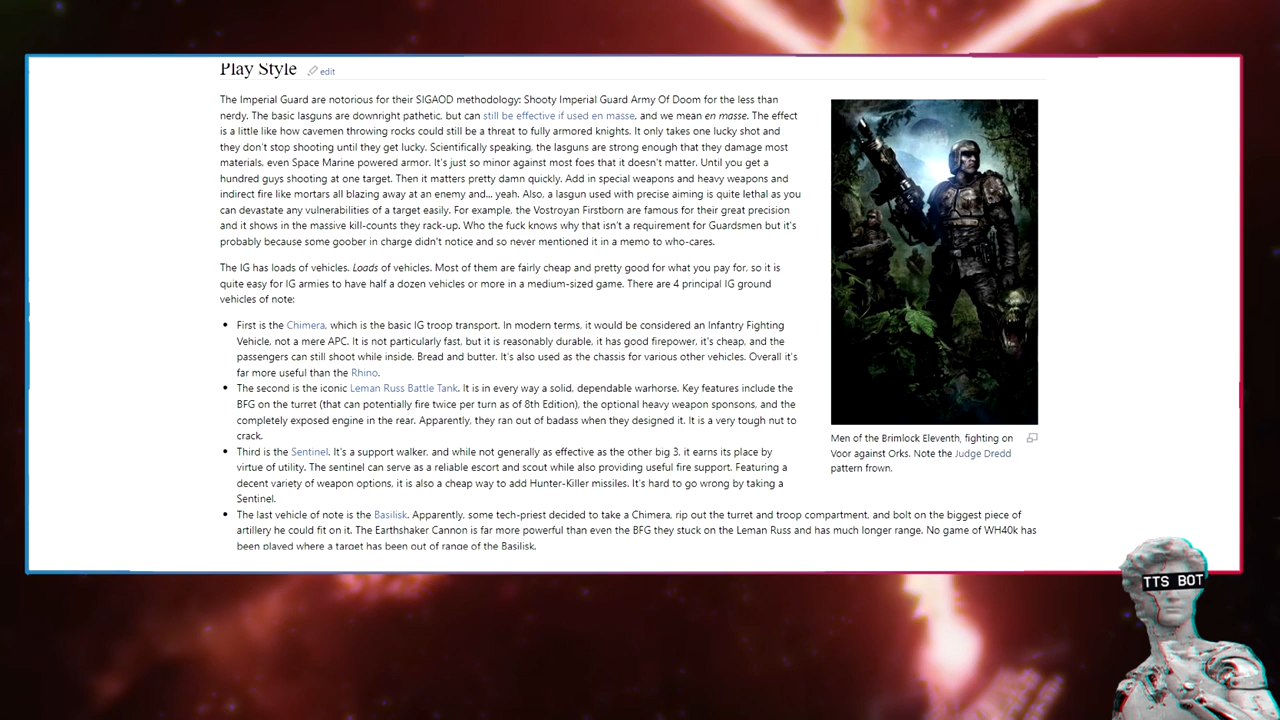 Play Style edit
The Imperial Guard are notorious for their SIGAOD methodology: Shooty Imperial Guard Army Of Doom for the less than
nerdy. The basic lasguns are downright pathetic, but can still be effective if used en masse, and we mean en masse. The effect
is a little like how cavemen throwing rocks could still be a threat to fully armored knights. It only takes one lucky shot and
they don't stop shooting until they get lucky. Scientifically speaking, the lasguns are strong enough that they damage most
materials, even Space Marine powered armor. It's just so minor against most foes that it doesn't matter. Until you get a
hundred guys shooting at one target. Then it matters pretty damn quickly. Add in special weapons and heavy weapons and
indirect fire like mortars all blazing away at an enemy and... yeah. Also, a lasgun used with precise aiming is quite lethal as you
can devastate any vulnerabilities of a target easily. For example, the Vostroyan Firstborn are famous for their great precision
and it shows in the massive kill-counts they rack-up. Who the fuck knows why that isn't a requirement for Guardsmen but it's
probably because some goober in charge didn't notice and so never mentioned it in a memo to who-cares.
The IG has loads of vehicles. Loads of vehicles. Most of them are fairly cheap and pretty good for what you pay for, so it is
quite easy for IG armies to have half a dozen vehicles or more in a medium-sized game. There are 4 principal IG ground
vehicles of note:
• First is the Chimera, which is the basic IG troop transport. In modern terms, it would be considered an Infantry Fighting
Vehicle, not a mere APC. It is not particularly fast, but it is reasonably durable, it has good firepower, it's cheap, and the
passengers can still shoot while inside. Bread and butter. It's also used as the chassis for various other vehicles. Overall it's
far more useful than the Rhino.
• The second is the iconic Leman Russ Battle Tank. It is in every way a solid, dependable warhorse. Key features include the
BFG on the turret (that can potentially fire twice per turn as of 8th Edition), the optional heavy weapon sponsons, and the
completely exposed engine in the rear. Apparently, they ran out of badass when they designed it. It is a very tough nut to
crack.
• Third is the Sentinel. It's a support walker, and while not generally as effective as the other big 3, it earns its place by
virtue of utility. The sentinel can serve as a reliable escort and scout while also providing useful fire support. Featuring a
decent variety of weapon options, it is also a cheap way to add Hunter-Killer missiles. It's hard to go wrong by taking a
Sentinel.
• The last vehicle of note is the Basilisk. Apparently, some tech-priest decided to take a Chimera, rip out the turret and troop compartment, and bolt on the biggest piece of
artillery he could fit on it. The Earthshaker Cannon is far more powerful than even the BFG they stuck on the Leman Russ and has much longer range. No game of WH40k has
been played where a target has been out of range of the Basilisk.
Men of the Brimlock Eleventh, fighting on
Voor against Orks. Note the Judge Dredd
pattern frown.
TTS BOT